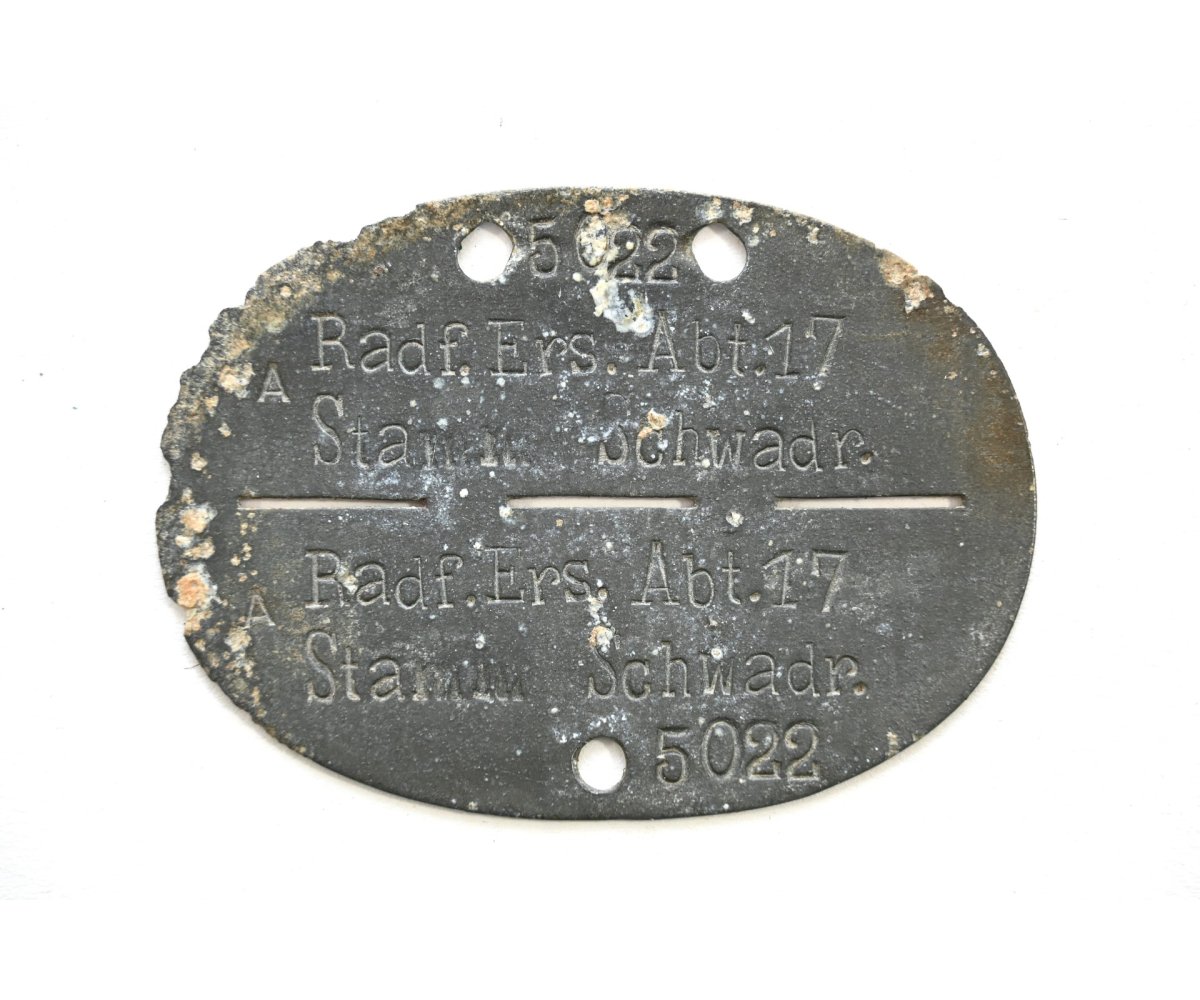 5022
Radf. Ers. Abt. 17
A
Stamm Schwadr.
Radf. Ers. Abt. 17
A
Stamm Schwadr.
5022